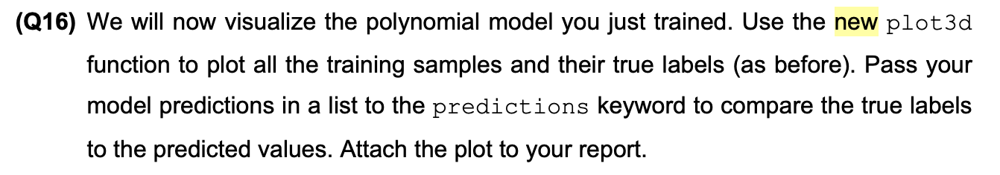 (Q16) We will now visualize the polynomial model you just trained. Use the new plot3d
function to plot all the training samples and their true labels (as before). Pass your
model predictions in a list to the predictions keyword to compare the true labels
to the predicted values. Attach the plot to your report.